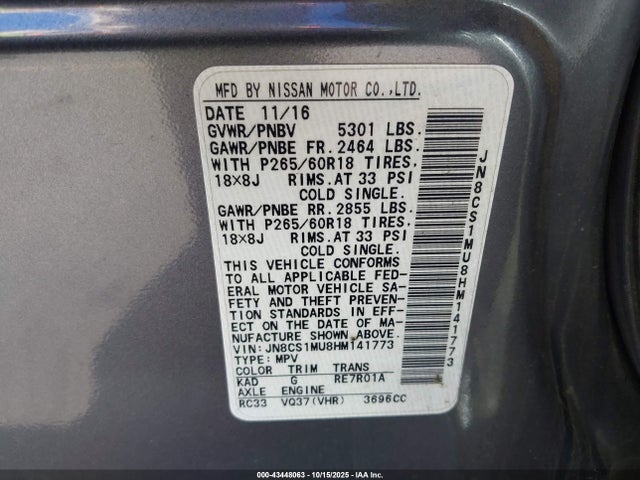 MFD BY NISSAN MOTOR CO.,LTD.
DATE 11/16
GVWR/PNBV 5301 LBS.
GAWR/PNBE FR. 2464 LBS.
WITH P265/60R18 TIRES.
18X8J RIMS.AT 33 PSI
COLD SINGLE.
GAWR/PNBE RR. 2855 LBS.
WITH P265/60R18 TIRES.
18X8J RIMS.AT 33 PSI
COLD SINGLE.
THIS VEHICLE CONFORMS
TO ALL APPLICABLE FED-
ERAL MOTOR VEHICLE SA-
FETY AND THEFT PREVEN-
TION STANDARDS IN EFF-
ECT ON THE DATE OF MA-
NUFACTURE SHOWN ABOVE.
VIN:JN8CS1MU8HM141773
TYPE:MPV
COLOR TRIM TRANS
KAD G RE7R01A
AXLE ENGINE
RC33 VQ37(VHR) 3696CC
JN8CS1MU8HM141773
000-43448063 - 10/15/2025 - IAA Inc.